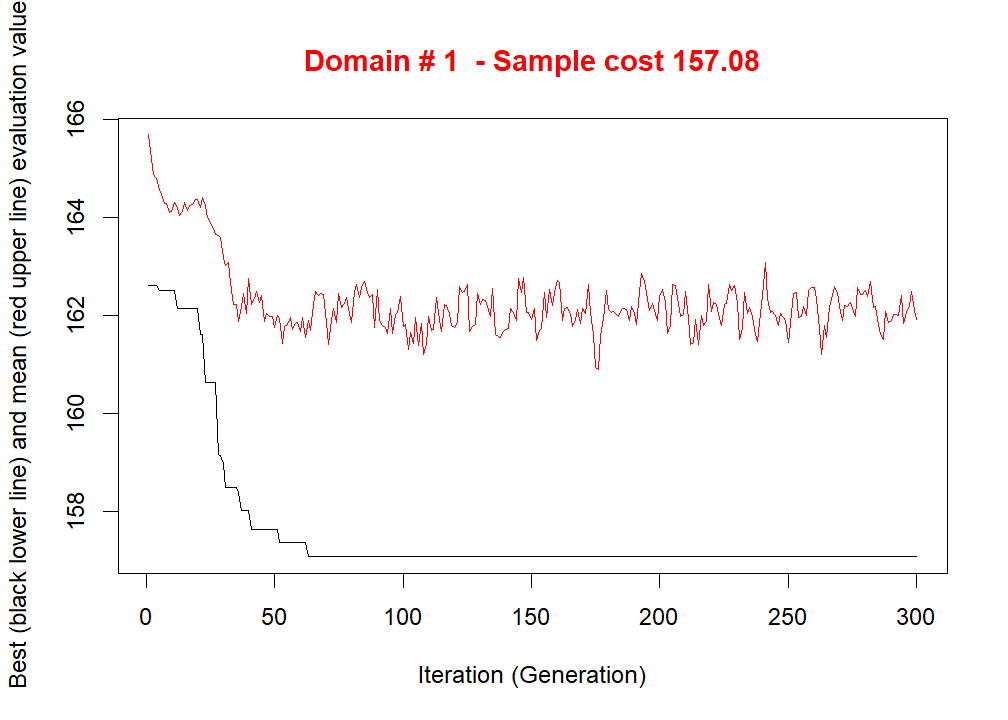 Domain # 1  - Sample cost 157.08
Best (black lower line) and mean (red upper line) evaluation value
166
164
162
160
158
0 50 100 150 200 250 300
Iteration (Generation)